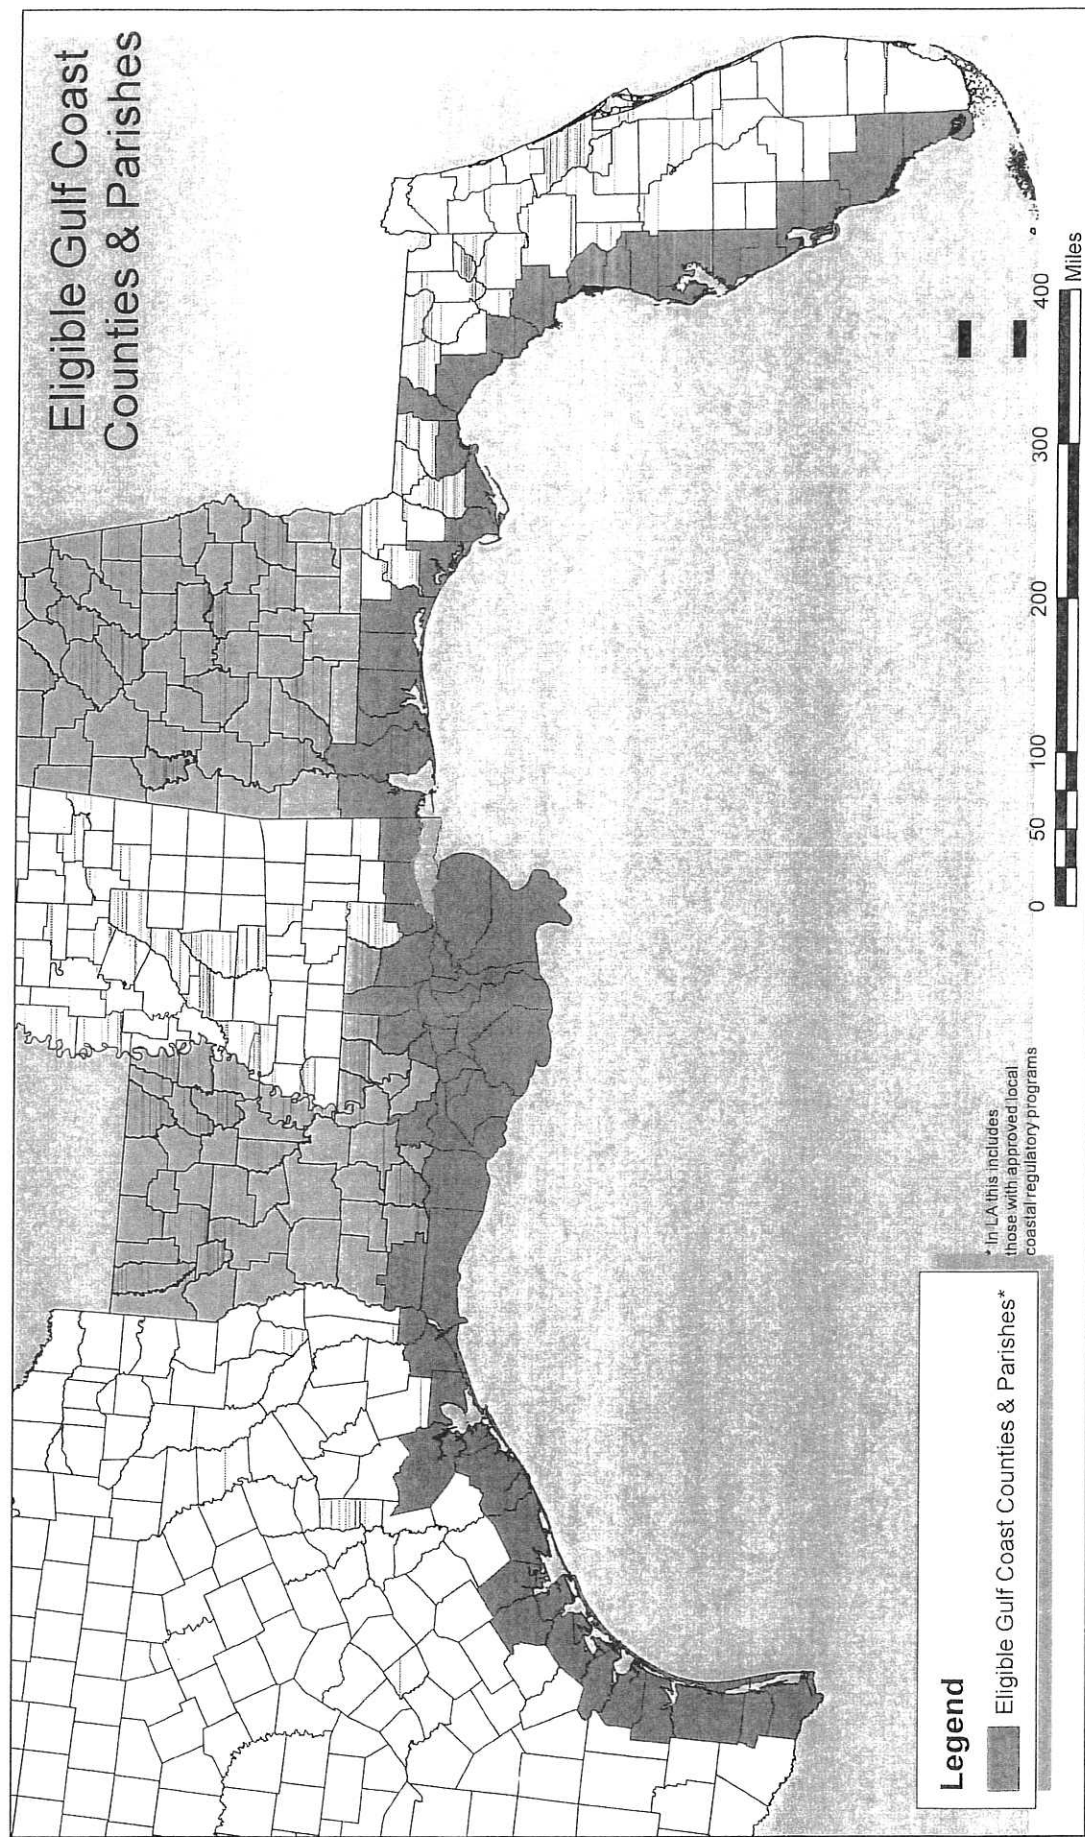 Eligible Gulf Coast
Counties & Parishes
0 50 100 200 300 400
Miles
* In LA this includes
those with approved local
coastal regulatory programs
Legend
Eligible Gulf Coast Counties & Parishes*